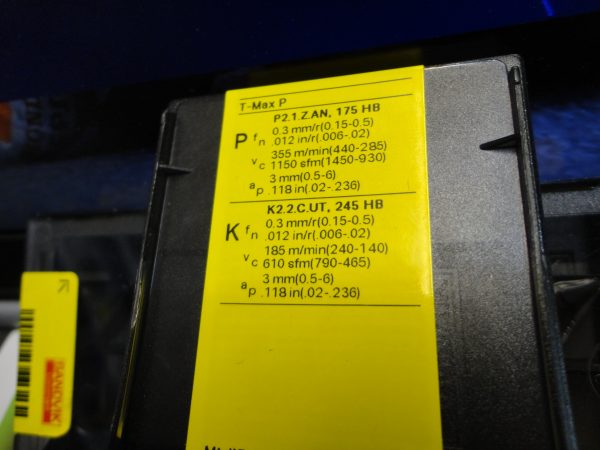 T-Max P
P2.1.Z.AN, 175 HB
P fn 0.3 mm/r(0.15-0.5)
.012 in/r(.006-.02)
vc 355 m/min(440-285)
1150 sfm(1450-930)
ap 3 mm(0.5-6)
.118 in(.02-.236)
K2.2.C.UT, 245 HB
K fn 0.3 mm/r(0.15-0.5)
.012 in/r(.006-.02)
vc 185 m/min(240-140)
610 sfm(790-465)
ap 3 mm(0.5-6)
.118 in(.02-.236)
SANDVIK